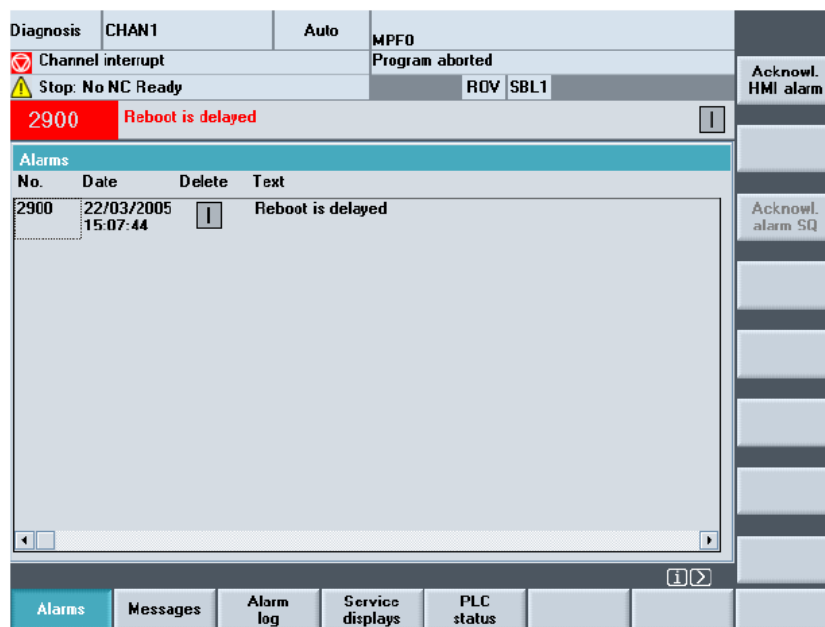 Diagnosis CHAN1 Auto MPF0
Channel interrupt Program aborted
Stop: No NC Ready ROV SBL1
2900 Reboot is delayed
Alarms
No. Date Delete Text
2900 22/03/2005 Reboot is delayed
15:07:44
Acknowl.
HMI alarm
Acknowl.
alarm SQ
Alarms
Messages
Alarm
log
Service
displays
PLC
status